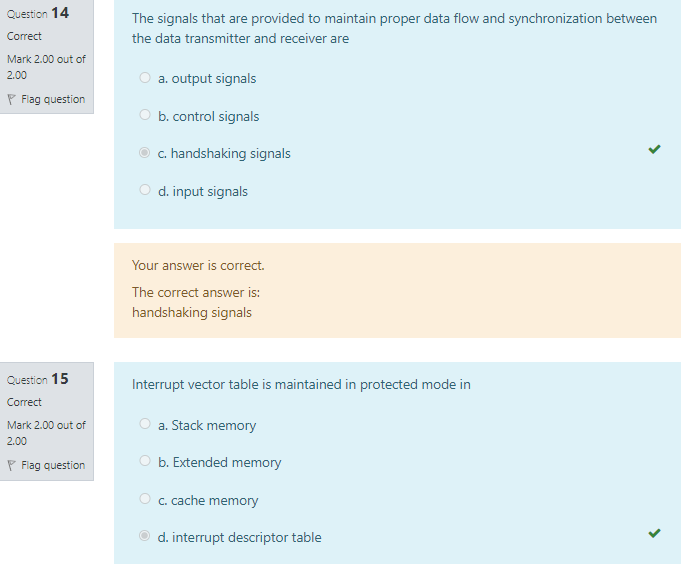 Question 14
Correct
Mark 2.00 out of
2.00
Flag question
The signals that are provided to maintain proper data flow and synchronization between
the data transmitter and receiver are
a. output signals
b. control signals
c. handshaking signals
d. input signals
Your answer is correct.
The correct answer is:
handshaking signals
Question 15
Correct
Mark 2.00 out of
2.00
Flag question
Interrupt vector table is maintained in protected mode in
a. Stack memory
b. Extended memory
c. cache memory
d. interrupt descriptor table